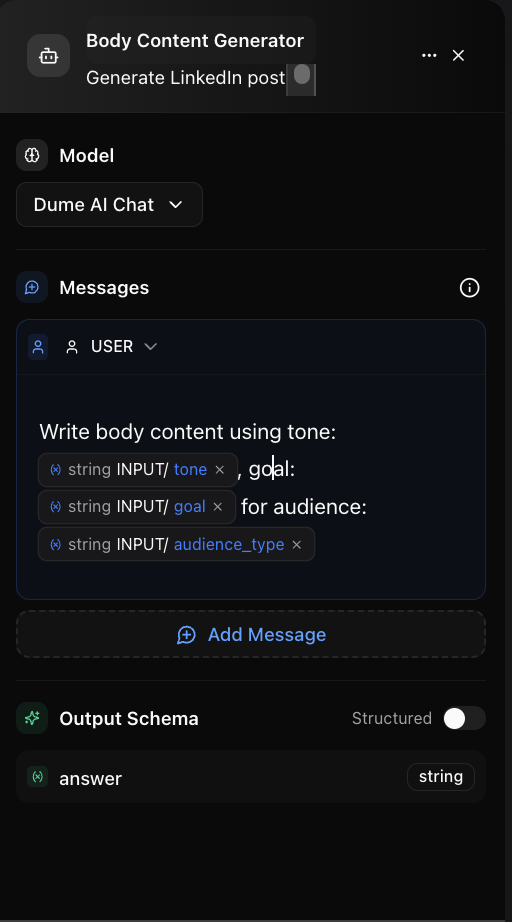 Body Content Generator
Generate LinkedIn post
Model
Dume AI Chat
Messages
USER
Write body content using tone:
(x) string INPUT/ tone × , goal:
(x) string INPUT/ goal × for audience:
(x) string INPUT/ audience_type ×
Add Message
Output Schema
Structured
(x) answer
string